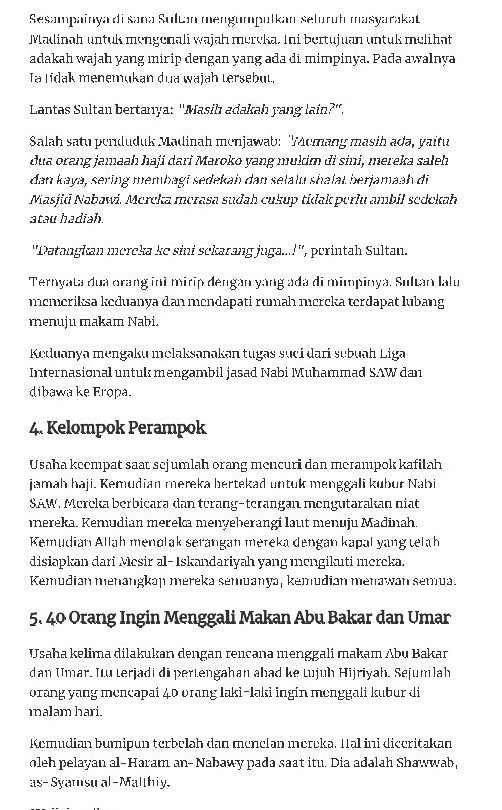 Sesampainya di sana Sultan mengumpulkan seluruh masyarakat
Madinah untuk mengenali wajah mereka. Ini bertujuan untuk melihat
adakah wajah yang mirip dengan yang ada di mimpinya. Pada awalnya
Ia tidak menemukan dua wajah tersebut.
Lantas Sultan bertanya: "Masih adakah yang lain?".
Salah satu penduduk Madinah menjawab: "Memang masih ada, yaitu
dua orang jamaah haji dari Maroko yang mukim di sini, mereka saleh
dan kaya, sering membagi sedekah dan selalu shalat berjamaah di
Masjid Nabawi. Mereka merasa sudah cukup tidak perlu ambil sedekah
atau hadiah.
"Datangkan mereka ke sini sekarang juga...!", perintah Sultan.
Ternyata dua orang ini mirip dengan yang ada di mimpinya. Sultan lalu
memeriksa keduanya dan mendapati rumah mereka terdapat lubang
menuju makam Nabi.
Keduanya mengaku melaksanakan tugas suci dari sebuah Liga
Internasional untuk mengambil jasad Nabi Muhammad SAW dan
dibawa ke Eropa.
4. Kelompok Perampok
Usaha keempat saat sejumlah orang mencuri dan merampok kafilah
jamah haji. Kemudian mereka bertekad untuk menggali kubur Nabi
SAW. Mereka berbicara dan terang-terangan mengutarakan niat
mereka. Kemudian mereka menyeberangi laut menuju Madinah.
Kemudian Allah menolak serangan mereka dengan kapal yang telah
disiapkan dari Mesir al-Iskandariyah yang mengikuti mereka.
Kemudian menangkap mereka semuanya, kemudian menawan semua.
5. 40 Orang Ingin Menggali Makan Abu Bakar dan Umar
Usaha kelima dilakukan dengan rencana menggali makam Abu Bakar
dan Umar. Itu terjadi di pertengahan abad ke tujuh Hijriyah. Sejumlah
orang yang mencapai 40 orang laki-laki ingin menggali kubur di
malam hari.
Kemudian bumipun terbelah dan menelan mereka. Hal ini diceritakan
oleh pelayan al-Haram an-Nabawy pada saat itu. Dia adalah Shawwab,
as-Syamsu al-Malthiy.